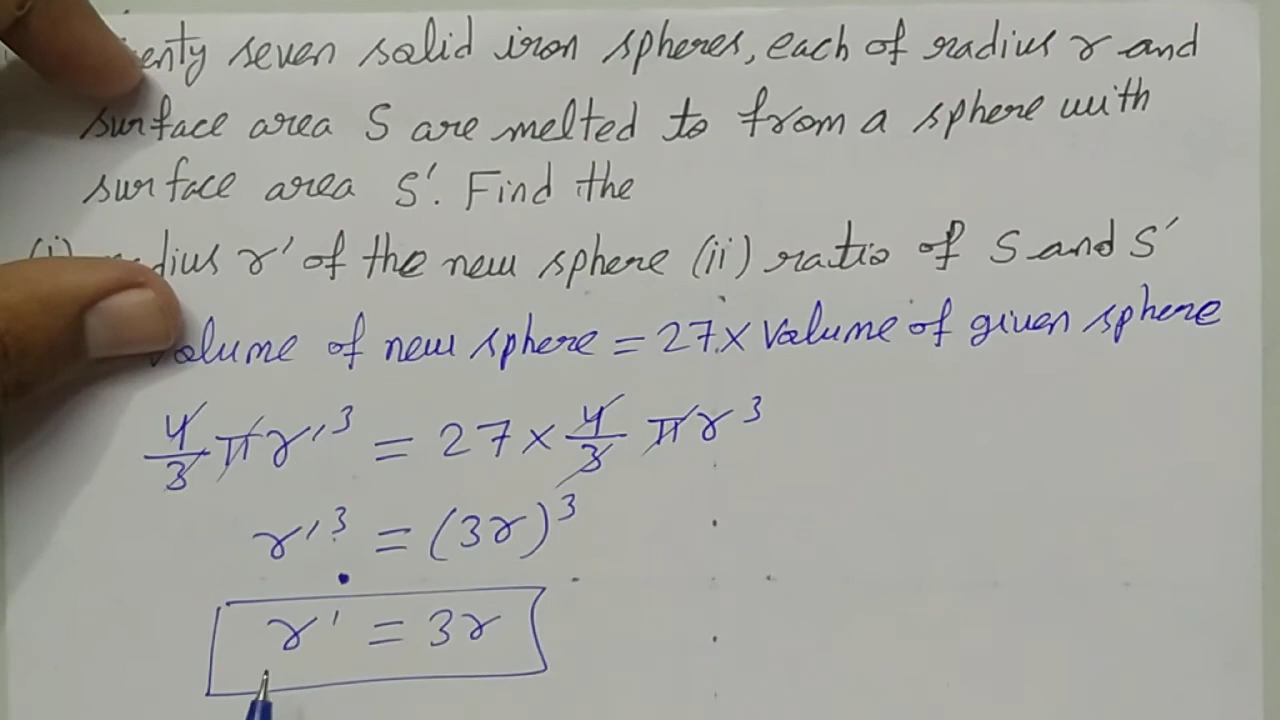 enty seven solid iron spheres, each of radius r and
surface area S are melted to from a sphere with
surface area S'. Find the
(i) dius r' of the new sphere (ii) ratio of S and S'
olume of new sphere = 27 × Volume of given sphere
4/3 πr'³ = 27 × 4/3 πr³
r'³ = (3r)³
r' = 3r